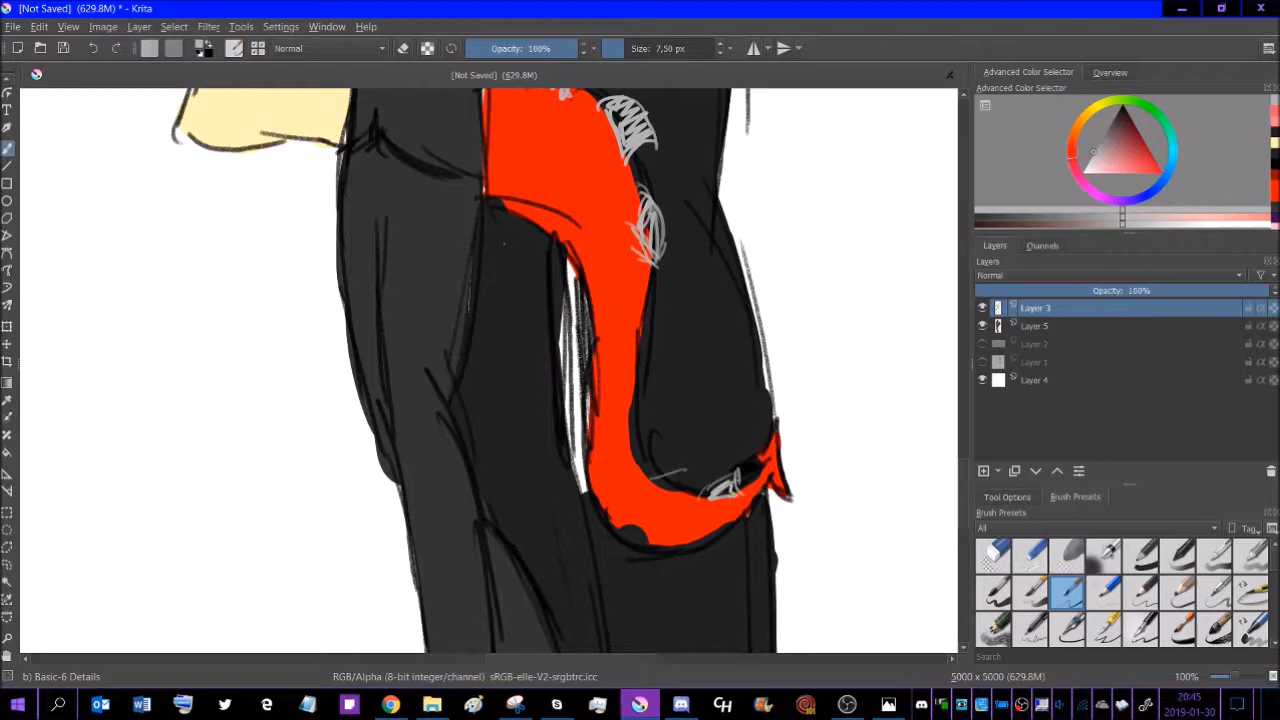 [Not Saved] (629.8M) * - Krita
File Edit View Image Layer Select Filter Tools Settings Window Help
Normal Opacity: 100% Size: 7,50 px
[Not Saved] (629.8M)
Advanced Color Selector Overview
Advanced Color Selector
Layers Channels
Layers
Normal
Opacity: 100%
Layer 3
Layer 5
Layer 2
Layer 1
Layer 4
Tool Options Brush Presets
Brush Presets
All Tag
Search
b) Basic-6 Details RGB/Alpha (8-bit integer/channel) sRGB-elle-V2-srgbtrc.icc 5000 x 5000 (629.8M) 100%
20:45
2019-01-30